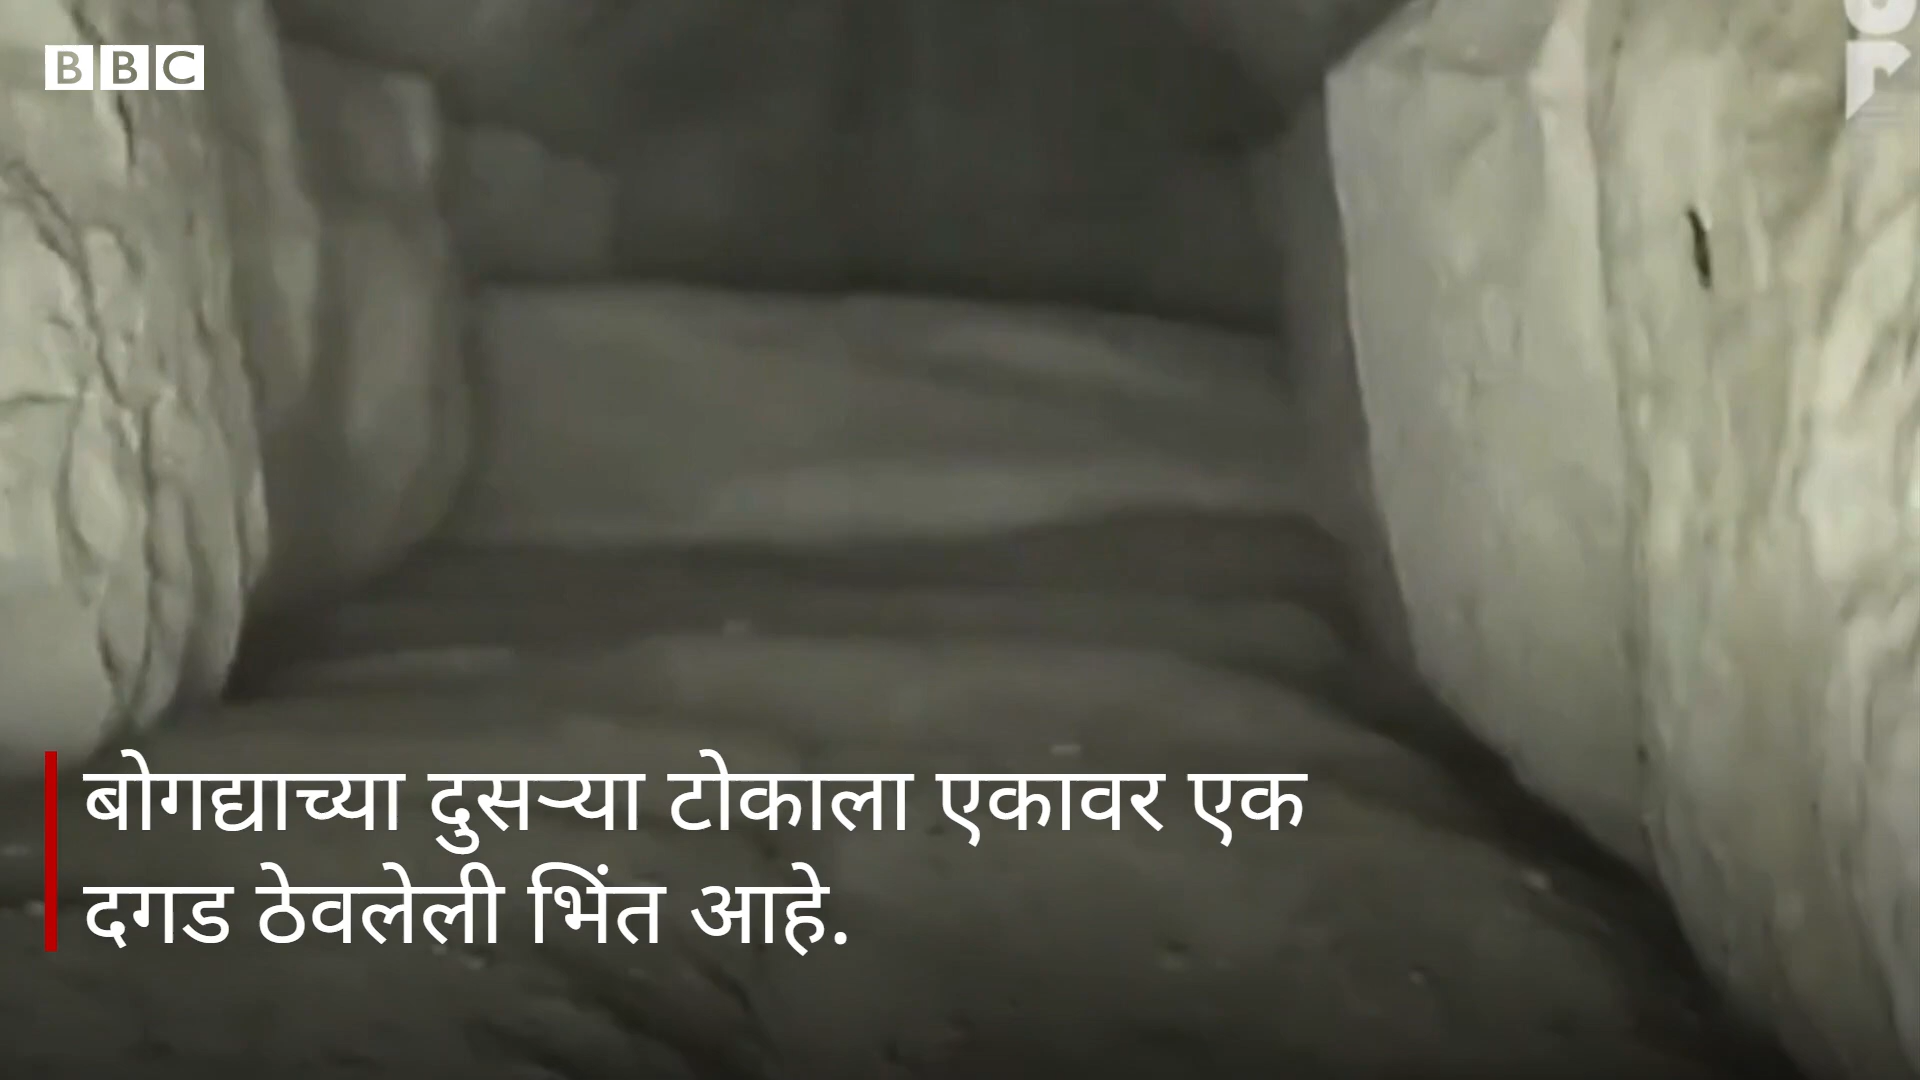 BBC
बोगद्याच्या दुसऱ्या टोकाला एकावर एक
दगड ठेवलेली भिंत आहे.